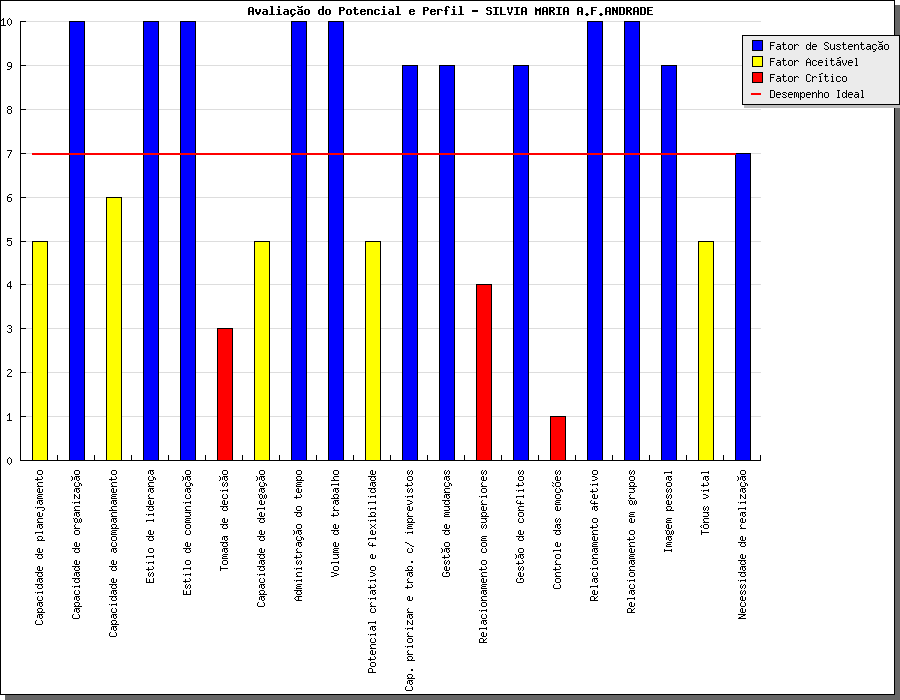 Avaliação do Potencial e Perfil - SILVIA MARIA A.F.ANDRADE
Fator de Sustentação
Fator Aceitável
Fator Crítico
Desempenho Ideal
10
9
8
7
6
5
4
3
2
1
0
Capacidade de planejamento
Capacidade de organização
Capacidade de acompanhamento
Estilo de liderança
Estilo de comunicação
Tomada de decisão
Capacidade de delegação
Administração do tempo
Volume de trabalho
Potencial criativo e flexibilidade
Cap. priorizar e trab. c/ imprevistos
Gestão de mudanças
Relacionamento com superiores
Gestão de conflitos
Controle das emoções
Relacionamento afetivo
Relacionamento em grupos
Imagem pessoal
Tônus vital
Necessidade de realização